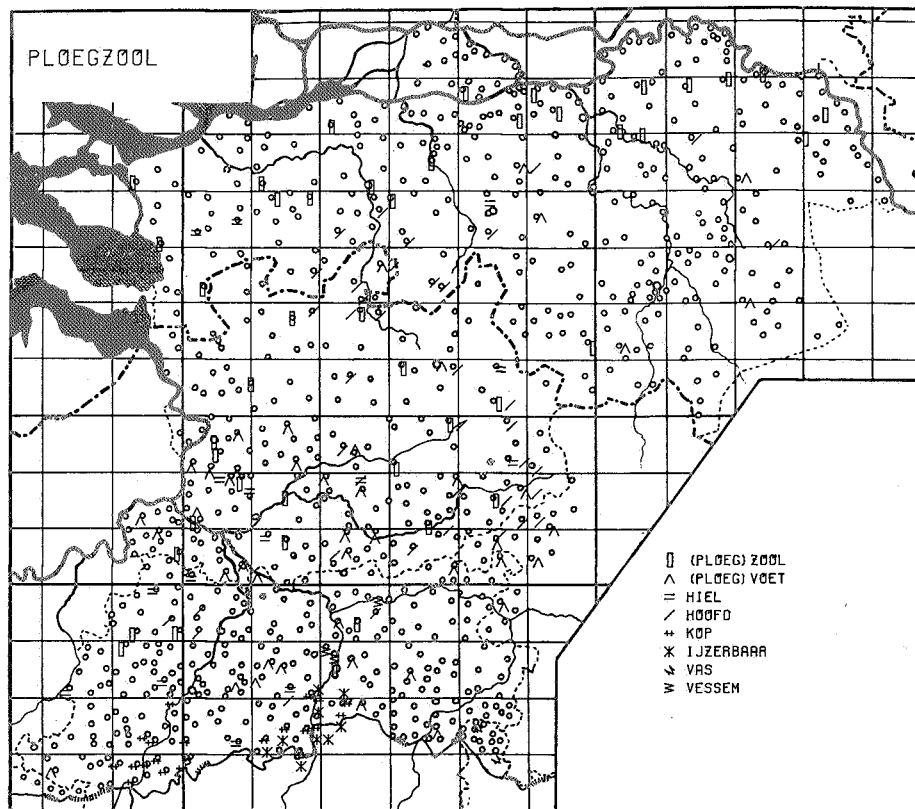 PLOEGZOOL
(PLOEG) ZOOL
(PLOEG) VOET
HIEL
HOOFD
KOP
IJZERBAAR
VAS
VESSEM